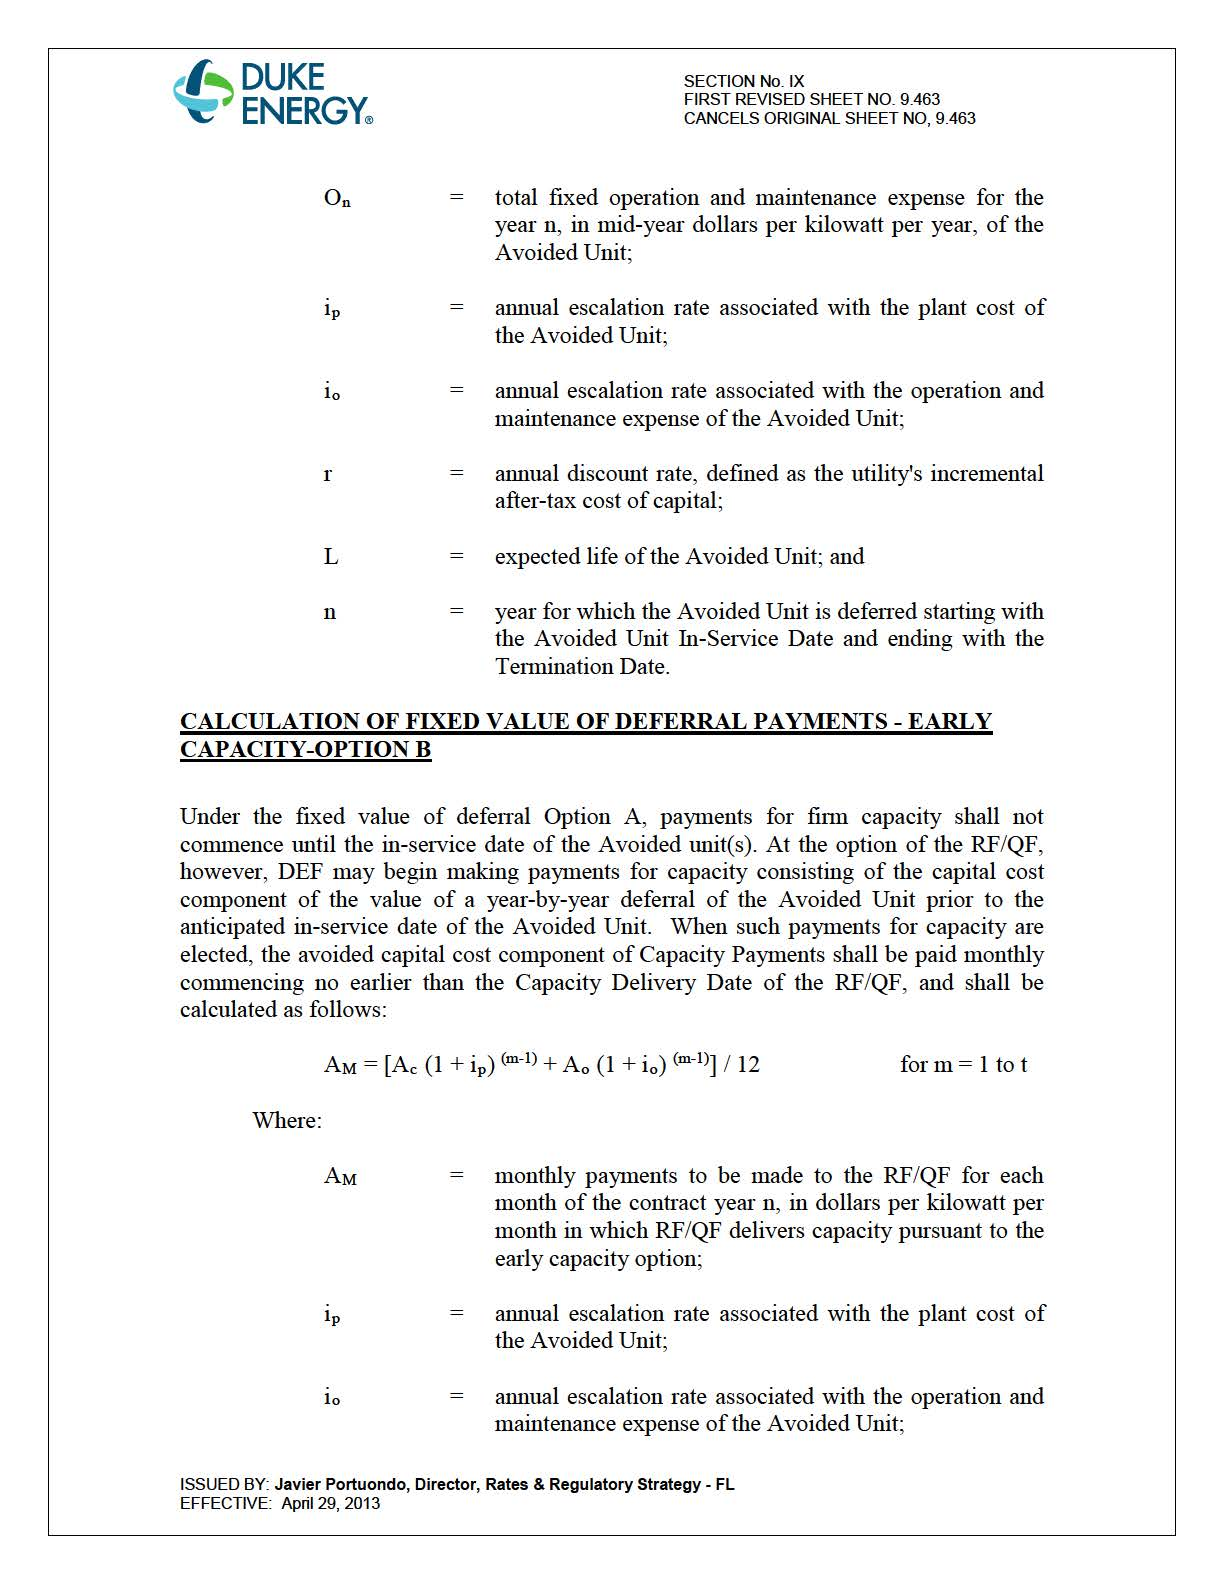 DUKE
ENERGY®
SECTION No. IX
FIRST REVISED SHEET NO. 9.463
CANCELS ORIGINAL SHEET NO, 9.463
On = total fixed operation and maintenance expense for the
year n, in mid-year dollars per kilowatt per year, of the
Avoided Unit;
ip = annual escalation rate associated with the plant cost of
the Avoided Unit;
io = annual escalation rate associated with the operation and
maintenance expense of the Avoided Unit;
r = annual discount rate, defined as the utility's incremental
after-tax cost of capital;
L = expected life of the Avoided Unit; and
n = year for which the Avoided Unit is deferred starting with
the Avoided Unit In-Service Date and ending with the
Termination Date.
CALCULATION OF FIXED VALUE OF DEFERRAL PAYMENTS - EARLY
CAPACITY-OPTION B
Under the fixed value of deferral Option A, payments for firm capacity shall not
commence until the in-service date of the Avoided unit(s). At the option of the RF/QF,
however, DEF may begin making payments for capacity consisting of the capital cost
component of the value of a year-by-year deferral of the Avoided Unit prior to the
anticipated in-service date of the Avoided Unit. When such payments for capacity are
elected, the avoided capital cost component of Capacity Payments shall be paid monthly
commencing no earlier than the Capacity Delivery Date of the RF/QF, and shall be
calculated as follows:
AM = [Ac (1 + ip) (m-1) + Ao (1 + io) (m-1)] / 12 for m = 1 to t
Where:
AM = monthly payments to be made to the RF/QF for each
month of the contract year n, in dollars per kilowatt per
month in which RF/QF delivers capacity pursuant to the
early capacity option;
ip = annual escalation rate associated with the plant cost of
the Avoided Unit;
io = annual escalation rate associated with the operation and
maintenance expense of the Avoided Unit;
ISSUED BY: Javier Portuondo, Director, Rates & Regulatory Strategy - FL
EFFECTIVE: April 29, 2013